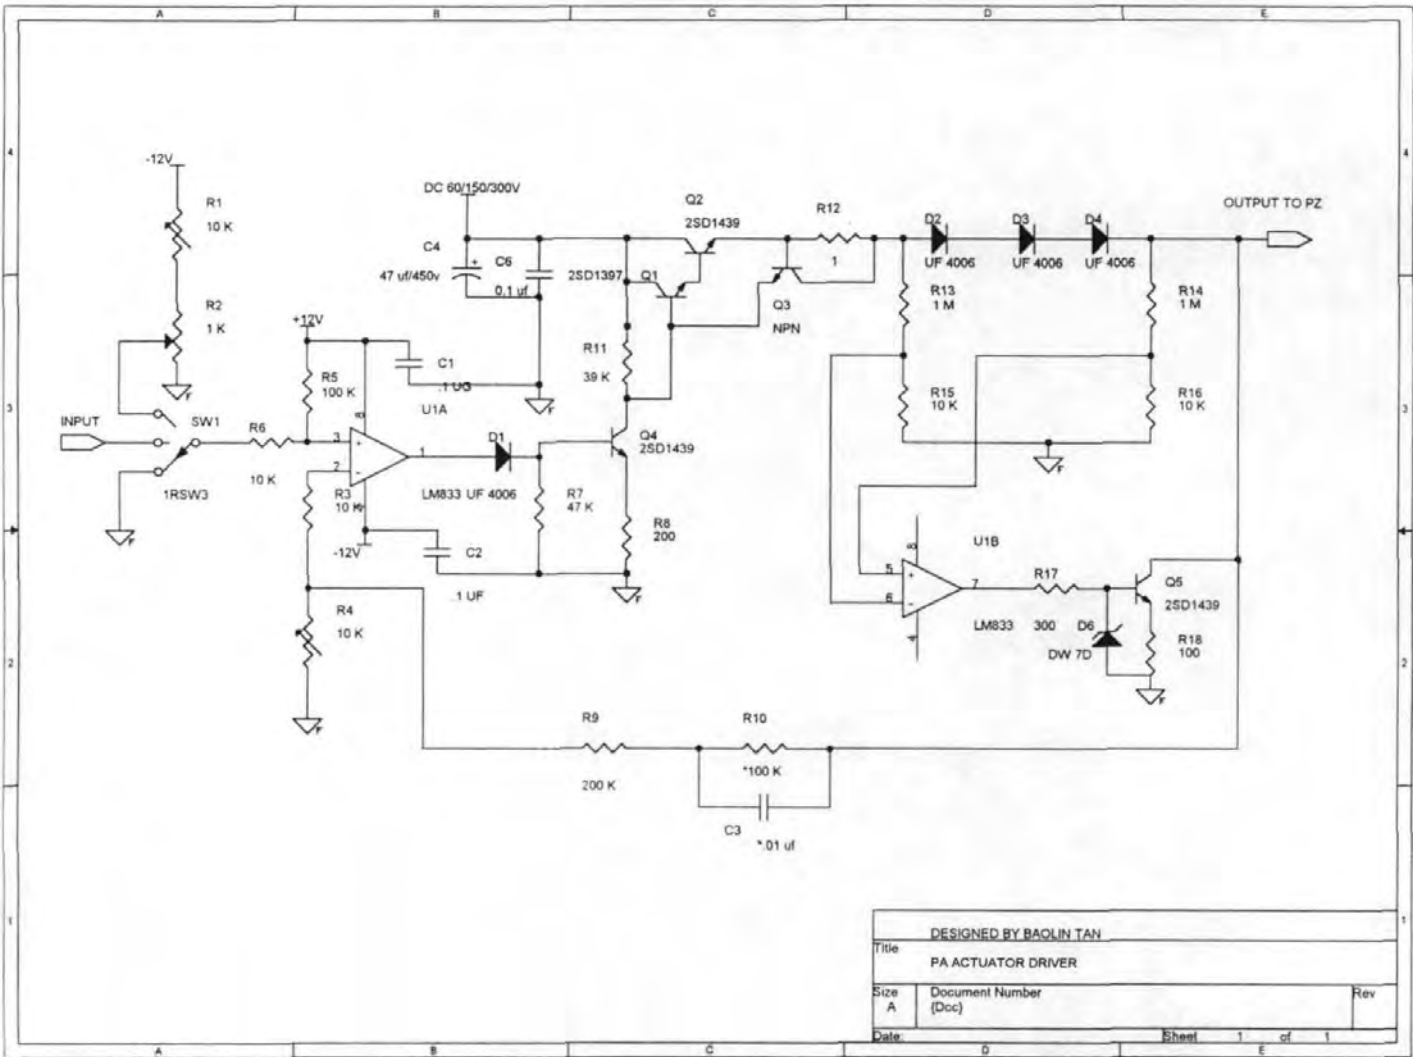 A B C D E
4 4
-12V
R1
10 K
R2
1 K
DC 60/150/300V
C4
+
47 uf/450v
C6
0.1 uf
Q2
2SD1439
R12
1
D2
UF 4006
D3
UF 4006
D4
UF 4006
OUTPUT TO PZ
2SD1397
Q1
Q3
NPN
R13
1 M
R14
1 M
+12V
C1
.1 UG
F
R11
39 K
R5
100 K
8
U1A
F
R15
10 K
R16
10 K
3 3
INPUT
SW1
R6
10 K
1RSW3
3
+
2
-
1
D1
LM833 UF 4006
Q4
2SD1439
F
R3
10 K
4
R7
47 K
R8
200
F
-12V
C2
.1 UF
F
8
U1B
5
+
6
-
7
R17
Q5
2SD1439
R4
10 K
LM833
300
D6
DW 7D
4
R18
100
2 2
F
F
R9
200 K
R10
*100 K
C3
*.01 uf
1 1
DESIGNED BY BAOLIN TAN
Title
PA ACTUATOR DRIVER
Size
A
Document Number
(Doc)
Rev
Date:
Sheet 1 of 1
A B C D E